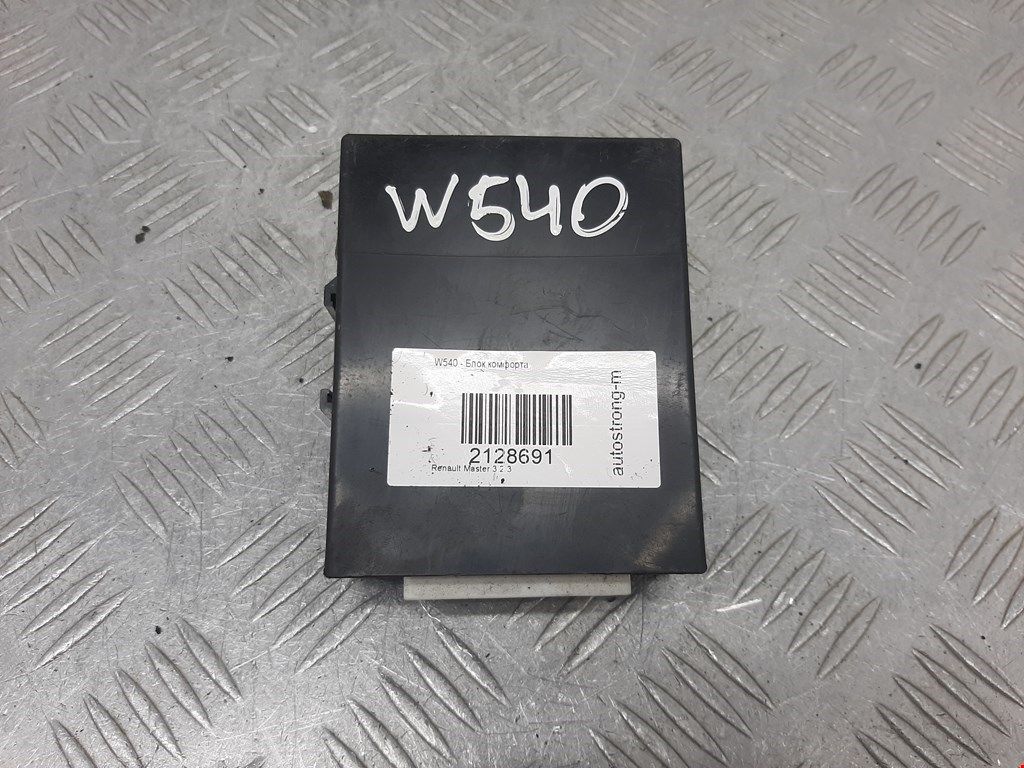 W540
W540 - Блок комфорта
2128691
Renault Master 3 2.3
autostrong-m